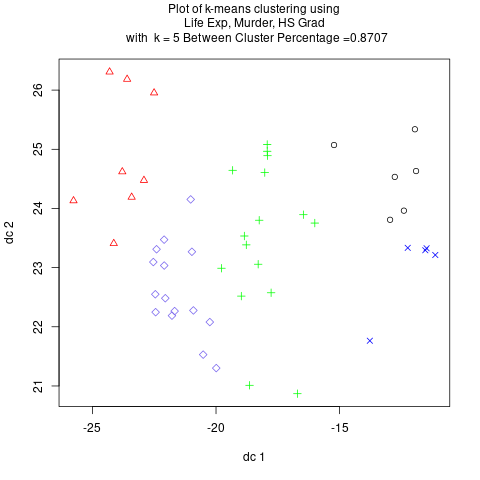 Plot of k-means clustering using
Life Exp, Murder, HS Grad
with  k = 5 Between Cluster Percentage =0.8707
26
25
24
23
22
21
dc 2
-25
-20
-15
dc 1